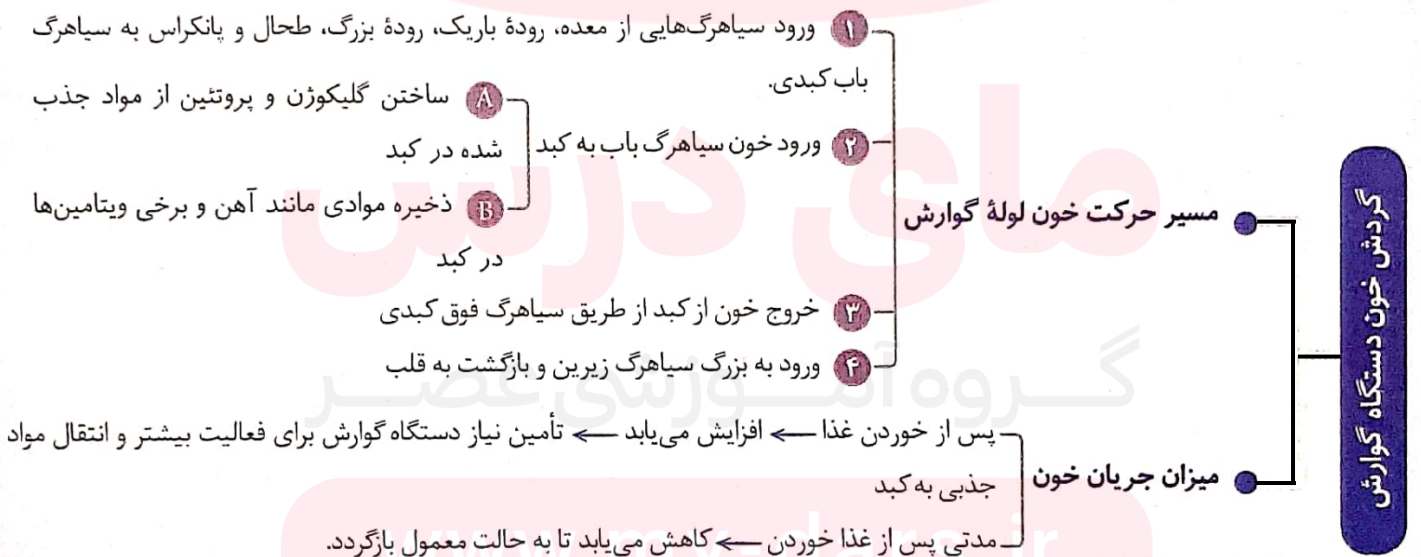 گردش خون دستگاه گوارش
مسیر حرکت خون لولهٔ گوارش
۱ ورود سیاهرگ‌هایی از معده، رودهٔ باریک، رودهٔ بزرگ، طحال و پانکراس به سیاهرگ
باب کبدی.
۲ ورود خون سیاهرگ باب به کبد
A ساختن گلیکوژن و پروتئین از مواد جذب
شده در کبد
B ذخیره موادی مانند آهن و برخی ویتامین‌ها
در کبد
۳ خروج خون از کبد از طریق سیاهرگ فوق کبدی
۴ ورود به بزرگ سیاهرگ زیرین و بازگشت به قلب
میزان جریان خون
پس از خوردن غذا ← افزایش می‌یابد ← تأمین نیاز دستگاه گوارش برای فعالیت بیشتر و انتقال مواد
جذبی به کبد
مدتی پس از غذا خوردن ← کاهش می‌یابد تا به حالت معمول بازگردد.
مای درس
گروه آموزشی عصر